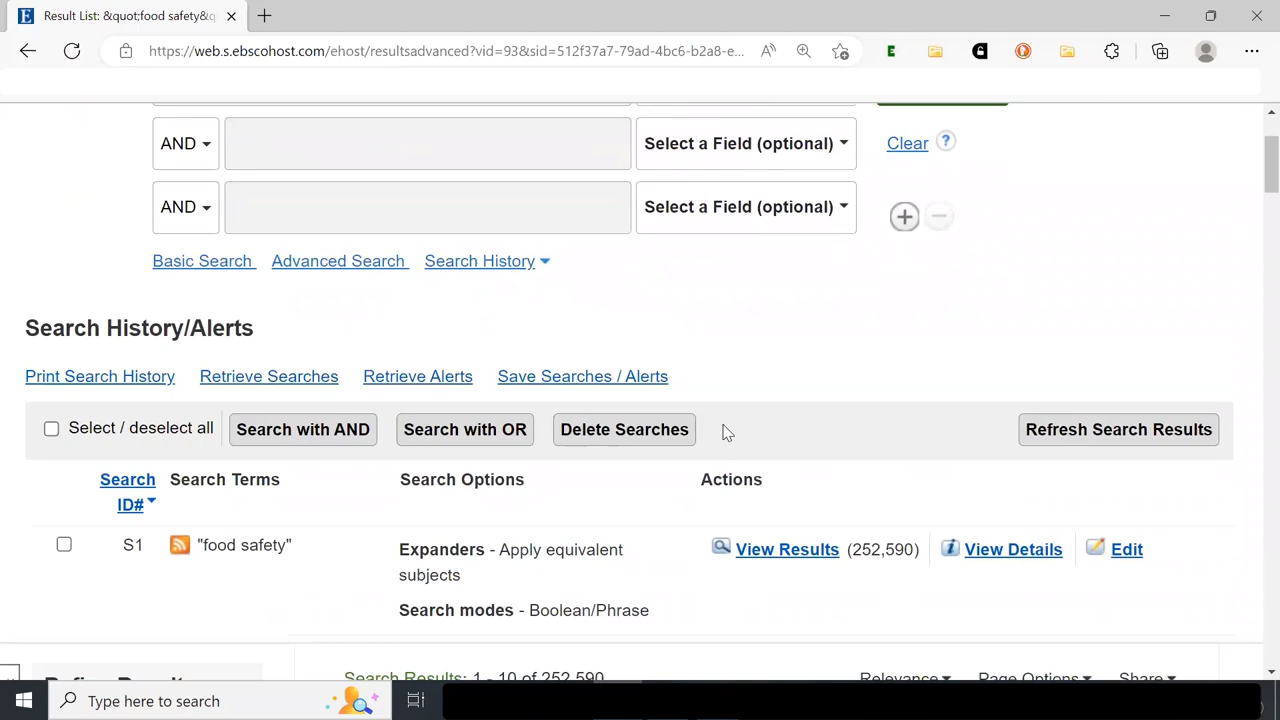 Result List: &quot;food safety&q
https://web.s.ebscohost.com/ehost/resultsadvanced?vid=93&sid=512f37a7-79ad-4bc6-b2a8-e...
AND Select a Field (optional) Clear ?
AND Select a Field (optional)
Basic Search Advanced Search Search History
Search History/Alerts
Print Search History Retrieve Searches Retrieve Alerts Save Searches / Alerts
Select / deselect all Search with AND Search with OR Delete Searches Refresh Search Results
Search ID# Search Terms Search Options Actions
S1 "food safety" Expanders - Apply equivalent subjects View Results (252,590) View Details Edit
Search modes - Boolean/Phrase
Refine Results Search Results: 1 - 10 of 252,590 Relevance Page Options Share
Type here to search